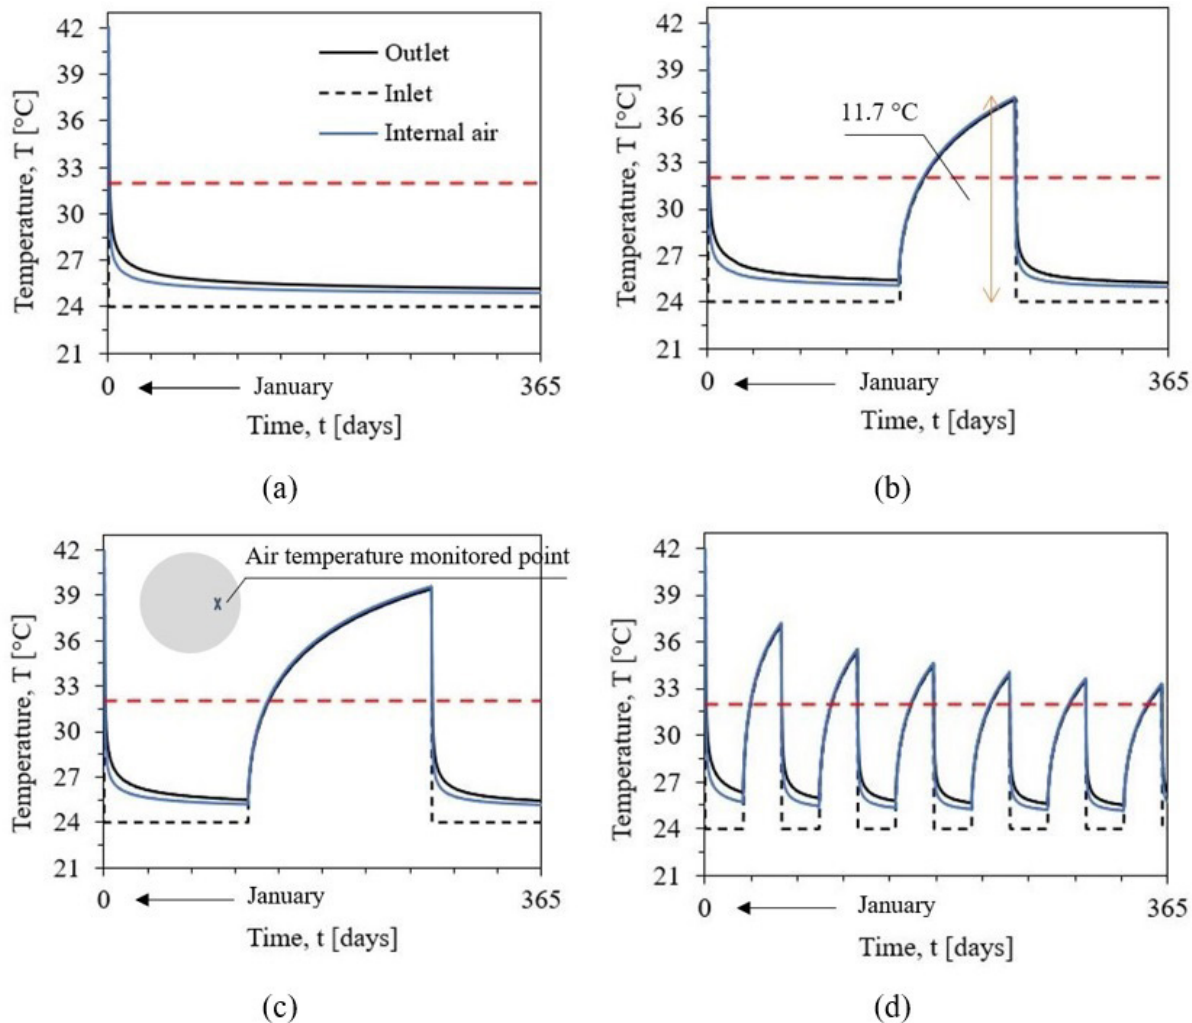 42
39
36
33
30
27
24
21
Temperature, T [°C]
Outlet
Inlet
Internal air
0
January
365
Time, t [days]
(a)
42
39
36
33
30
27
24
21
Temperature, T [°C]
11.7 °C
0
January
365
Time, t [days]
(b)
42
39
36
33
30
27
24
21
Temperature, T [°C]
Air temperature monitored point
x
0
January
365
Time, t [days]
(c)
42
39
36
33
30
27
24
21
Temperature, T [°C]
0
January
365
Time, t [days]
(d)